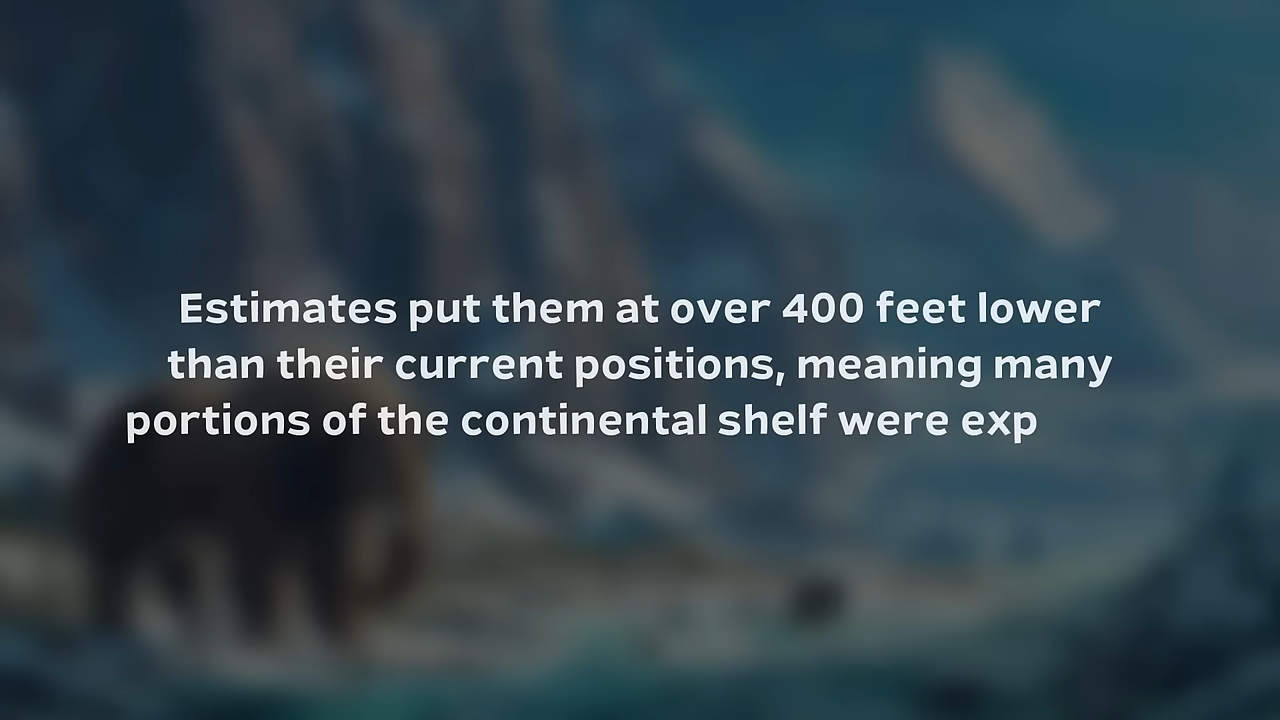 Estimates put them at over 400 feet lower
than their current positions, meaning many
portions of the continental shelf were exp